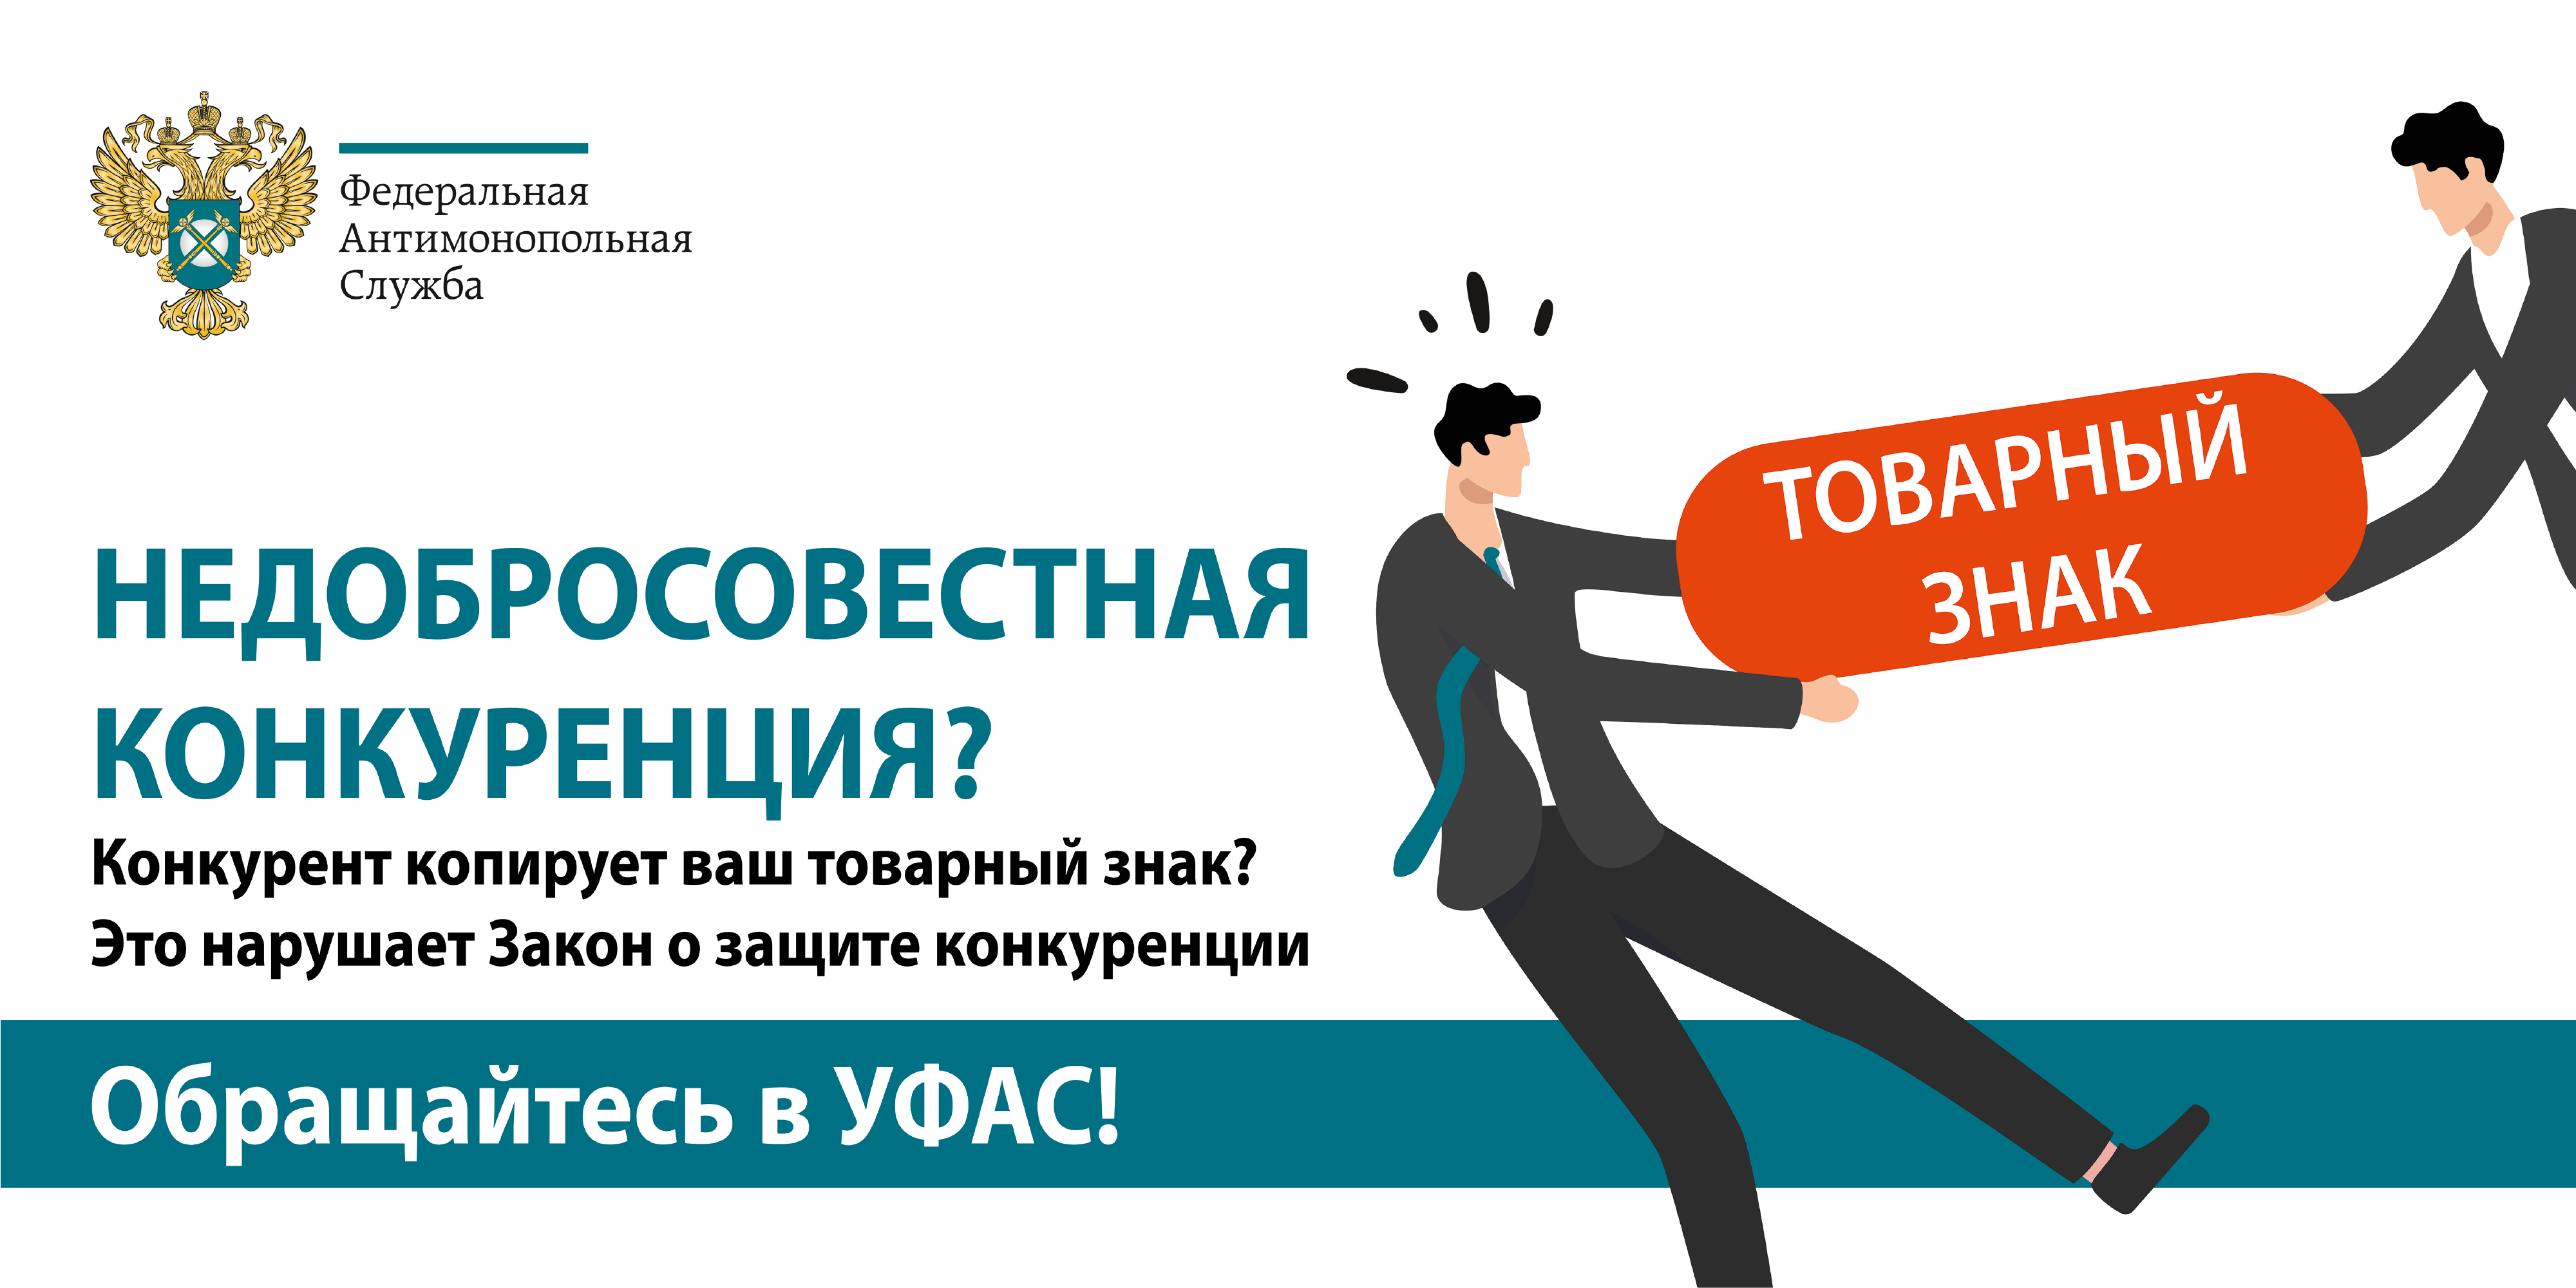 Федеральная
Антимонопольная
Служба
НЕДОБРОСОВЕСТНАЯ
КОНКУРЕНЦИЯ?
Конкурент копирует ваш товарный знак?
Это нарушает Закон о защите конкуренции
Обращайтесь в УФАС!
ТОВАРНЫЙ
ЗНАК